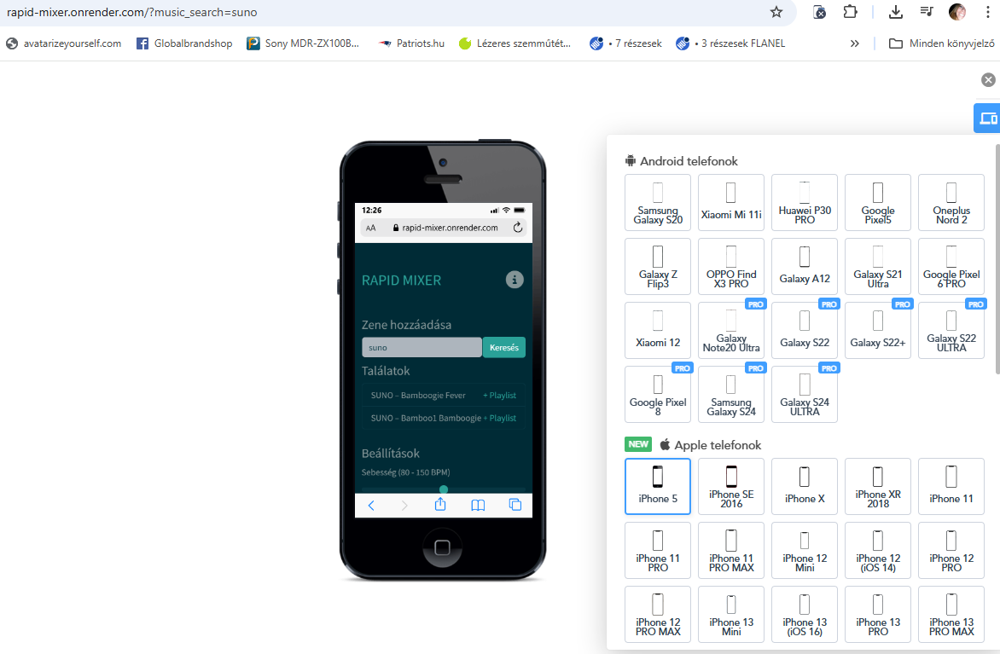 rapid-mixer.onrender.com/?music_search=suno
avatarizeyourself.com
Globalbrandshop
Sony MDR-ZX100B...
Patriots.hu
Lézeres szemműtét...
• 7 részesek
• 3 részesek FLANEL
»
Minden könyvjelző
12:26
AA
rapid-mixer.onrender.com
RAPID MIXER
i
Zene hozzáadása
suno
Keresés
Találatok
SUNO – Bamboogie Fever
+ Playlist
SUNO – Bamboo1 Bamboogie
+ Playlist
Beállítások
Sebesség (80 - 150 BPM)
Android telefonok
Samsung
Galaxy S20
Xiaomi Mi 11i
Huawei P30
PRO
Google
Pixel5
Oneplus
Nord 2
Galaxy Z
Flip3
OPPO Find
X3 PRO
Galaxy A12
Galaxy S21
Ultra
Google Pixel
6 PRO
Xiaomi 12
PRO
Galaxy
Note20 Ultra
PRO
Galaxy S22
PRO
Galaxy S22+
PRO
Galaxy S22
ULTRA
PRO
Google Pixel
8
PRO
Samsung
Galaxy S24
PRO
Galaxy S24
ULTRA
NEW
Apple telefonok
iPhone 5
iPhone SE
2016
iPhone X
iPhone XR
2018
iPhone 11
iPhone 11
PRO
iPhone 11
PRO MAX
iPhone 12
Mini
iPhone 12
(iOS 14)
iPhone 12
PRO
iPhone 12
PRO MAX
iPhone 13
Mini
iPhone 13
(iOS 16)
iPhone 13
PRO
iPhone 13
PRO MAX